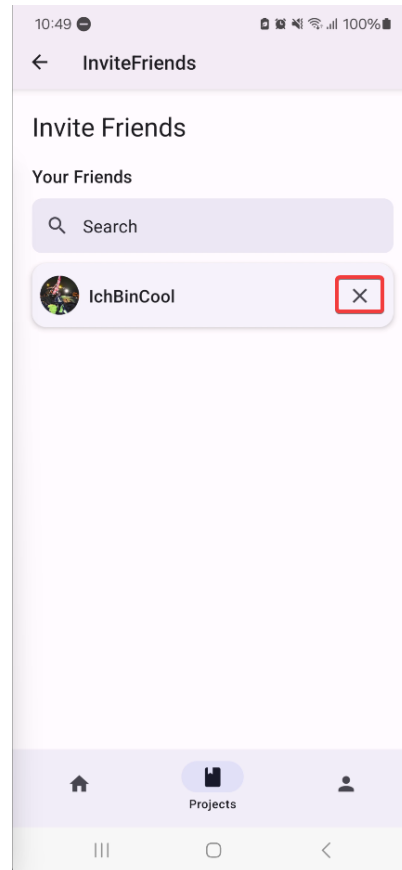 10:49 100%
InviteFriends
Invite Friends
Your Friends
Search
IchBinCool
Projects